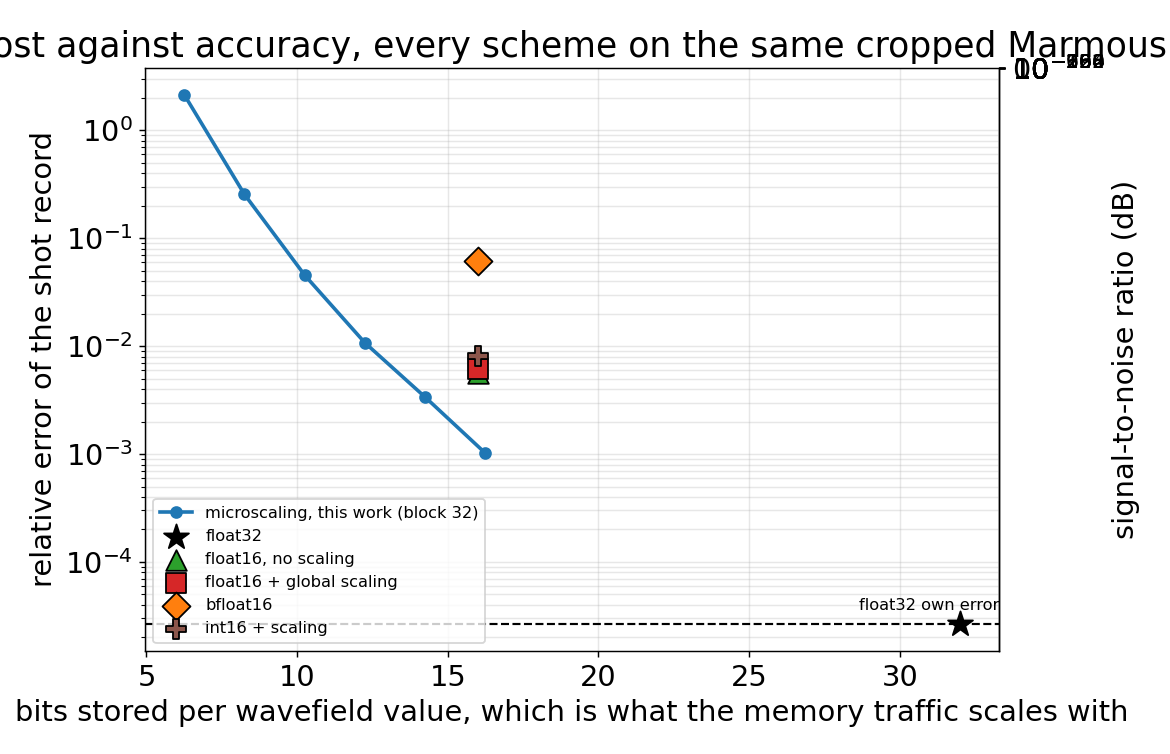 ost against accuracy, every scheme on the same cropped Marmous
10⁰
10⁻¹
10⁻²
10⁻³
10⁻⁴
relative error of the shot record
signal-to-noise ratio (dB)
microscaling, this work (block 32)
float32
float16, no scaling
float16 + global scaling
bfloat16
int16 + scaling
float32 own error
5 10 15 20 25 30
bits stored per wavefield value, which is what the memory traffic scales with